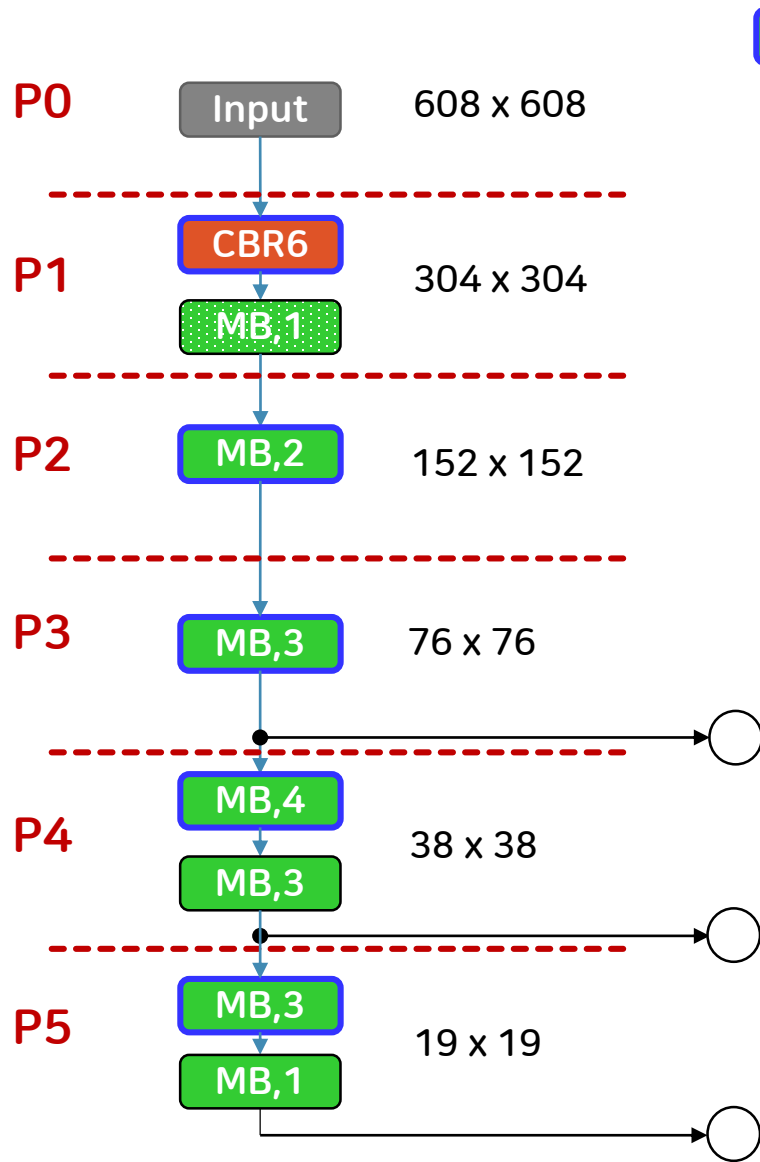 P0
Input
608 x 608
P1
CBR6
304 x 304
MB,1
P2
MB,2
152 x 152
P3
MB,3
76 x 76
P4
MB,4
38 x 38
MB,3
P5
MB,3
19 x 19
MB,1